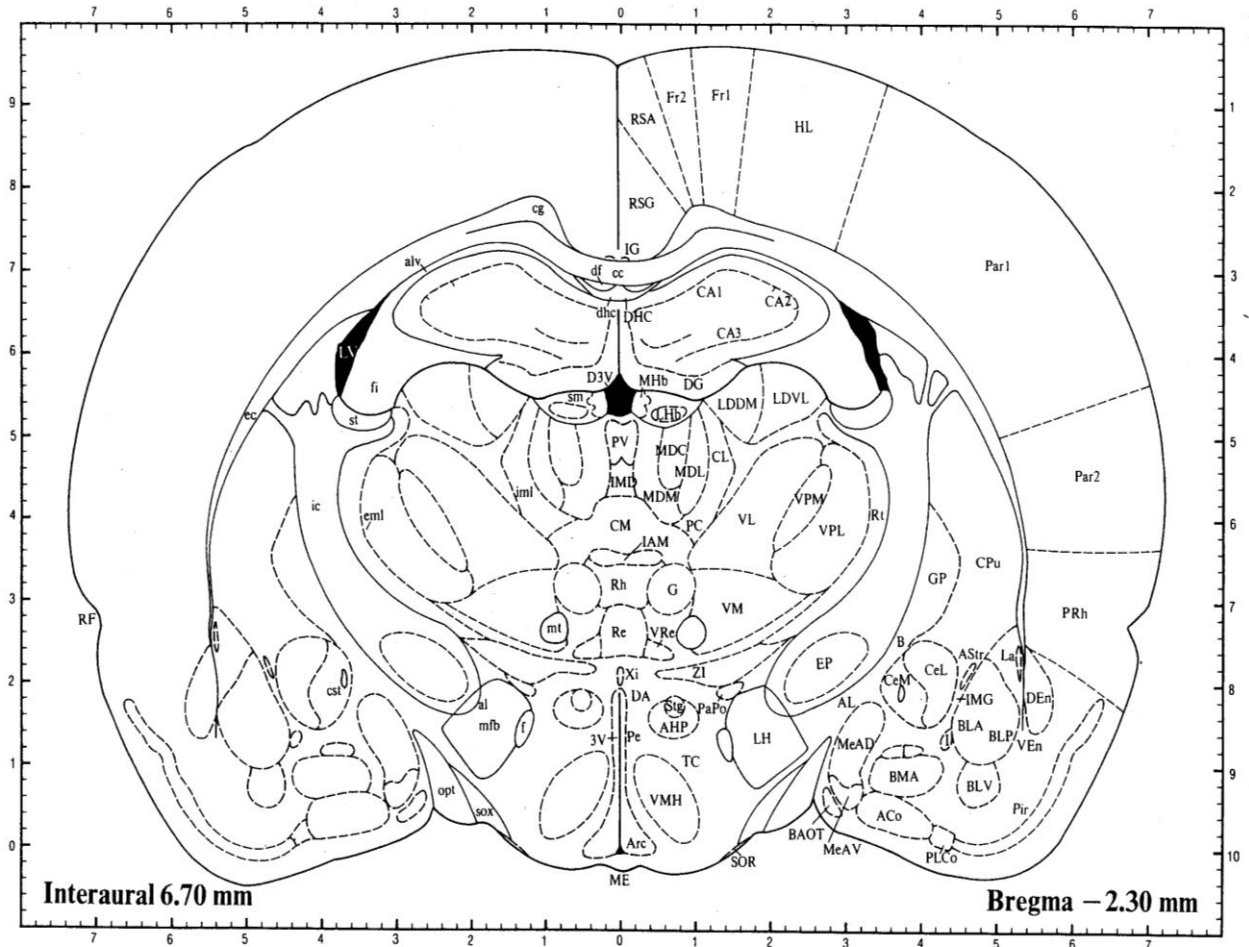 7 6 5 4 3 2 1 0 1 2 3 4 5 6 7
9 Fr2 Fr1 1
RSA HL
8 cg RSG 2
IG
7 alv df cc Par1 3
CA1 CA2
dhc DHC
CA3
6 LV 4
D3V MHb DG
fi sm LDDM LDVL
ec st LHb
5 PV MDC CL 5
MDL Par2
iml IMD MDM
ic VPM
4 eml CM PC VL Rt 6
VPL
IAM CPu
Rh G GP
3 VM PRh 7
RF mt Re VRe
B AStr La
Xi ZI EP CeM CeL
2 cst DA IMG DEn 8
al Stg PaPo AL
mfb f AHP BLA BLP VEn
3V Pe LH MeAD
1 TC BMA BLV 9
opt VMH
sox ACo Pir
BAOT
0 Arc MeAV PLCo 10
SOR
ME
Interaural 6.70 mm Bregma – 2.30 mm
7 6 5 4 3 2 1 0 1 2 3 4 5 6 7